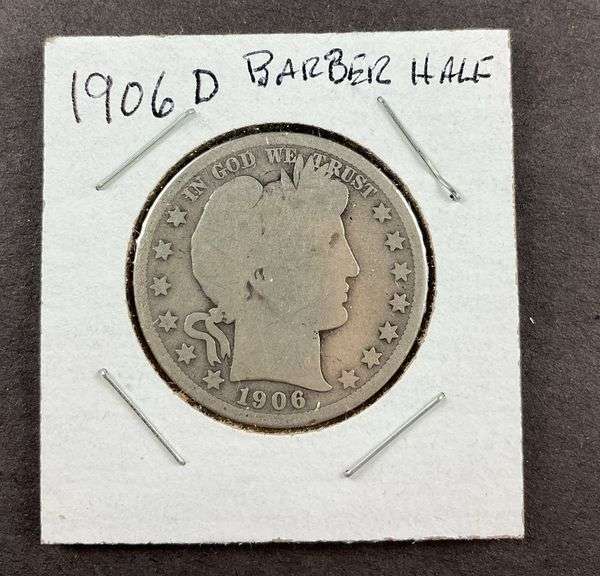 1906 D BARBER HALF
IN GOD WE TRUST
1906